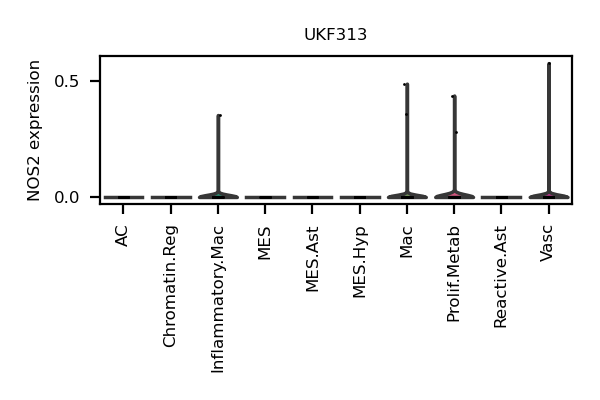 UKF313
NOS2 expression
0.5
0.0
AC
Chromatin.Reg
Inflammatory.Mac
MES
MES.Ast
MES.Hyp
Mac
Prolif.Metab
Reactive.Ast
Vasc